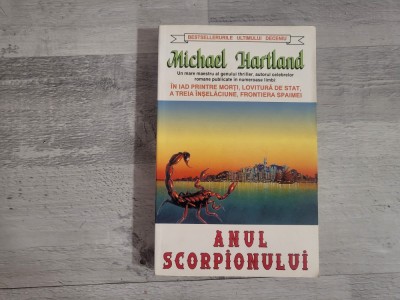 BESTSELLERURILE ULTIMULUI DECENIU
Michael Hartland
Un mare maestru al genului thriller, autorul celebrelor
romane publicate în numeroase limbi:
ÎN IAD PRINTRE MORȚI, LOVITURĂ DE STAT,
A TREIA ÎNȘELĂCIUNE, FRONTIERA SPAIMEI
ANUL
SCORPIONULUI